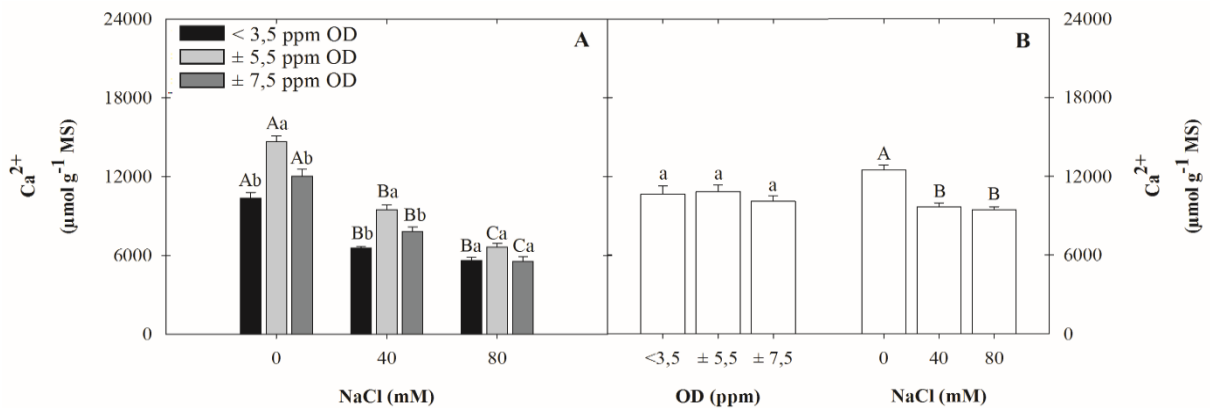 24000
18000
12000
6000
0
Ca2+
(µmol g-1 MS)
< 3,5 ppm OD
± 5,5 ppm OD
± 7,5 ppm OD
A
Ab
Aa
Ab
Bb
Ba
Bb
Ba
Ca
Ca
0
40
80
NaCl (mM)
B
a
a
a
A
B
B
<3,5
± 5,5
± 7,5
OD (ppm)
0
40
80
NaCl (mM)
24000
18000
12000
6000
0
Ca2+
(µmol g-1 MS)